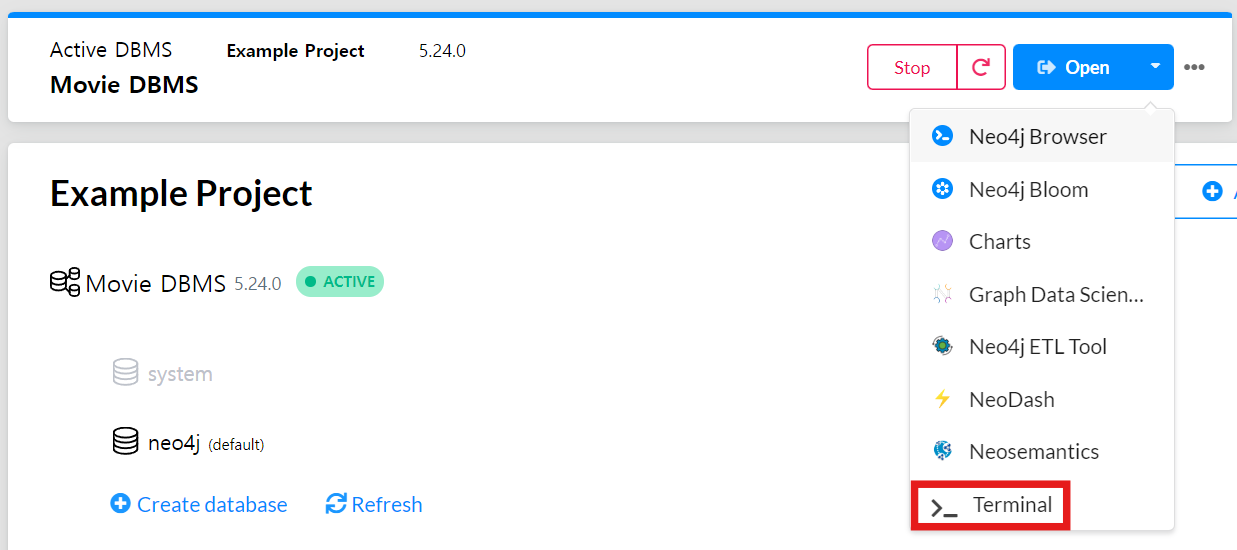 Active DBMS Example Project 5.24.0
Movie DBMS
Stop Open
Neo4j Browser
Example Project
Neo4j Bloom
Charts
Movie DBMS 5.24.0 ACTIVE
Graph Data Scien...
Neo4j ETL Tool
system
NeoDash
neo4j (default)
Neosemantics
Create database Refresh
Terminal